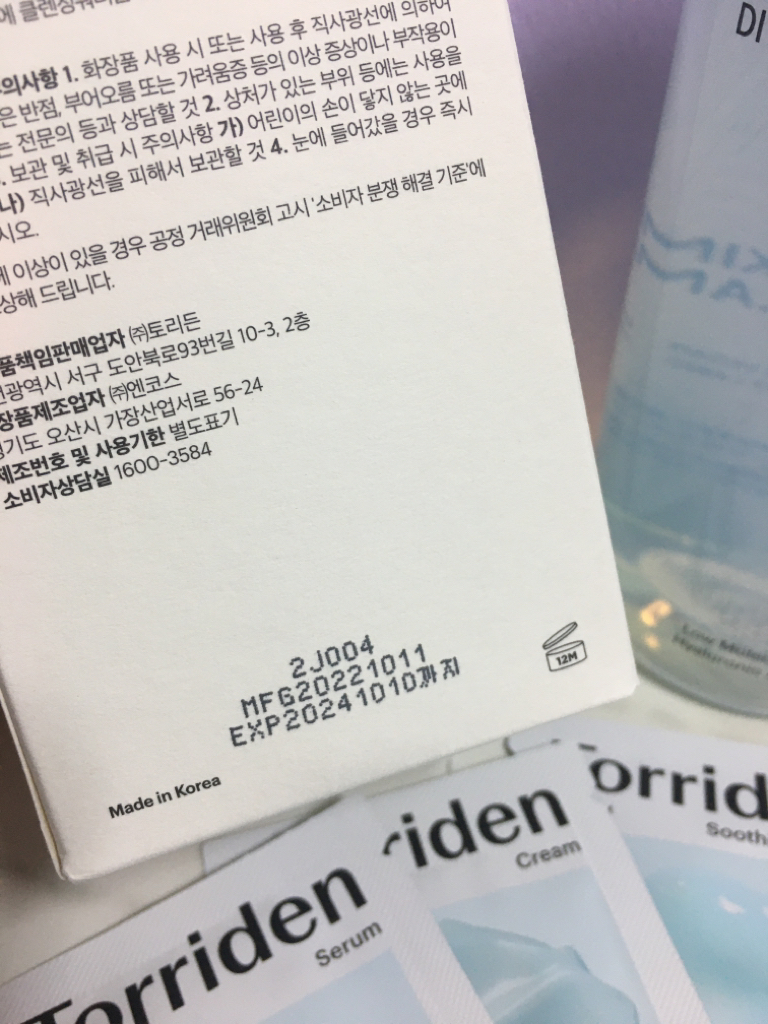 에 클렌징워터
의사항 1. 화장품 사용 시 또는 사용 후 직사광선에 의하여
은 반점, 부어오름 또는 가려움증 등의 이상 증상이나 부작용이
는 전문의 등과 상담할 것 2. 상처가 있는 부위 등에는 사용을
. 보관 및 취급 시 주의사항 가) 어린이의 손이 닿지 않는 곳에
나) 직사광선을 피해서 보관할 것 4. 눈에 들어갔을 경우 즉시
시오.
에 이상이 있을 경우 공정 거래위원회 고시 '소비자 분쟁 해결 기준'에
상해 드립니다.
품책임판매업자 ㈜토리든
전광역시 서구 도안북로93번길 10-3, 2층
장품제조업자 ㈜엔코스
경기도 오산시 가장산업서로 56-24
제조번호 및 사용기한 별도표기
소비자상담실 1600-3584
2J004
MFG20221011
EXP20241010까지
12M
Made in Korea
DI
Low Mole
Hyaluronic
Torriden
Serum
riden
Cream
orrid
Sooth